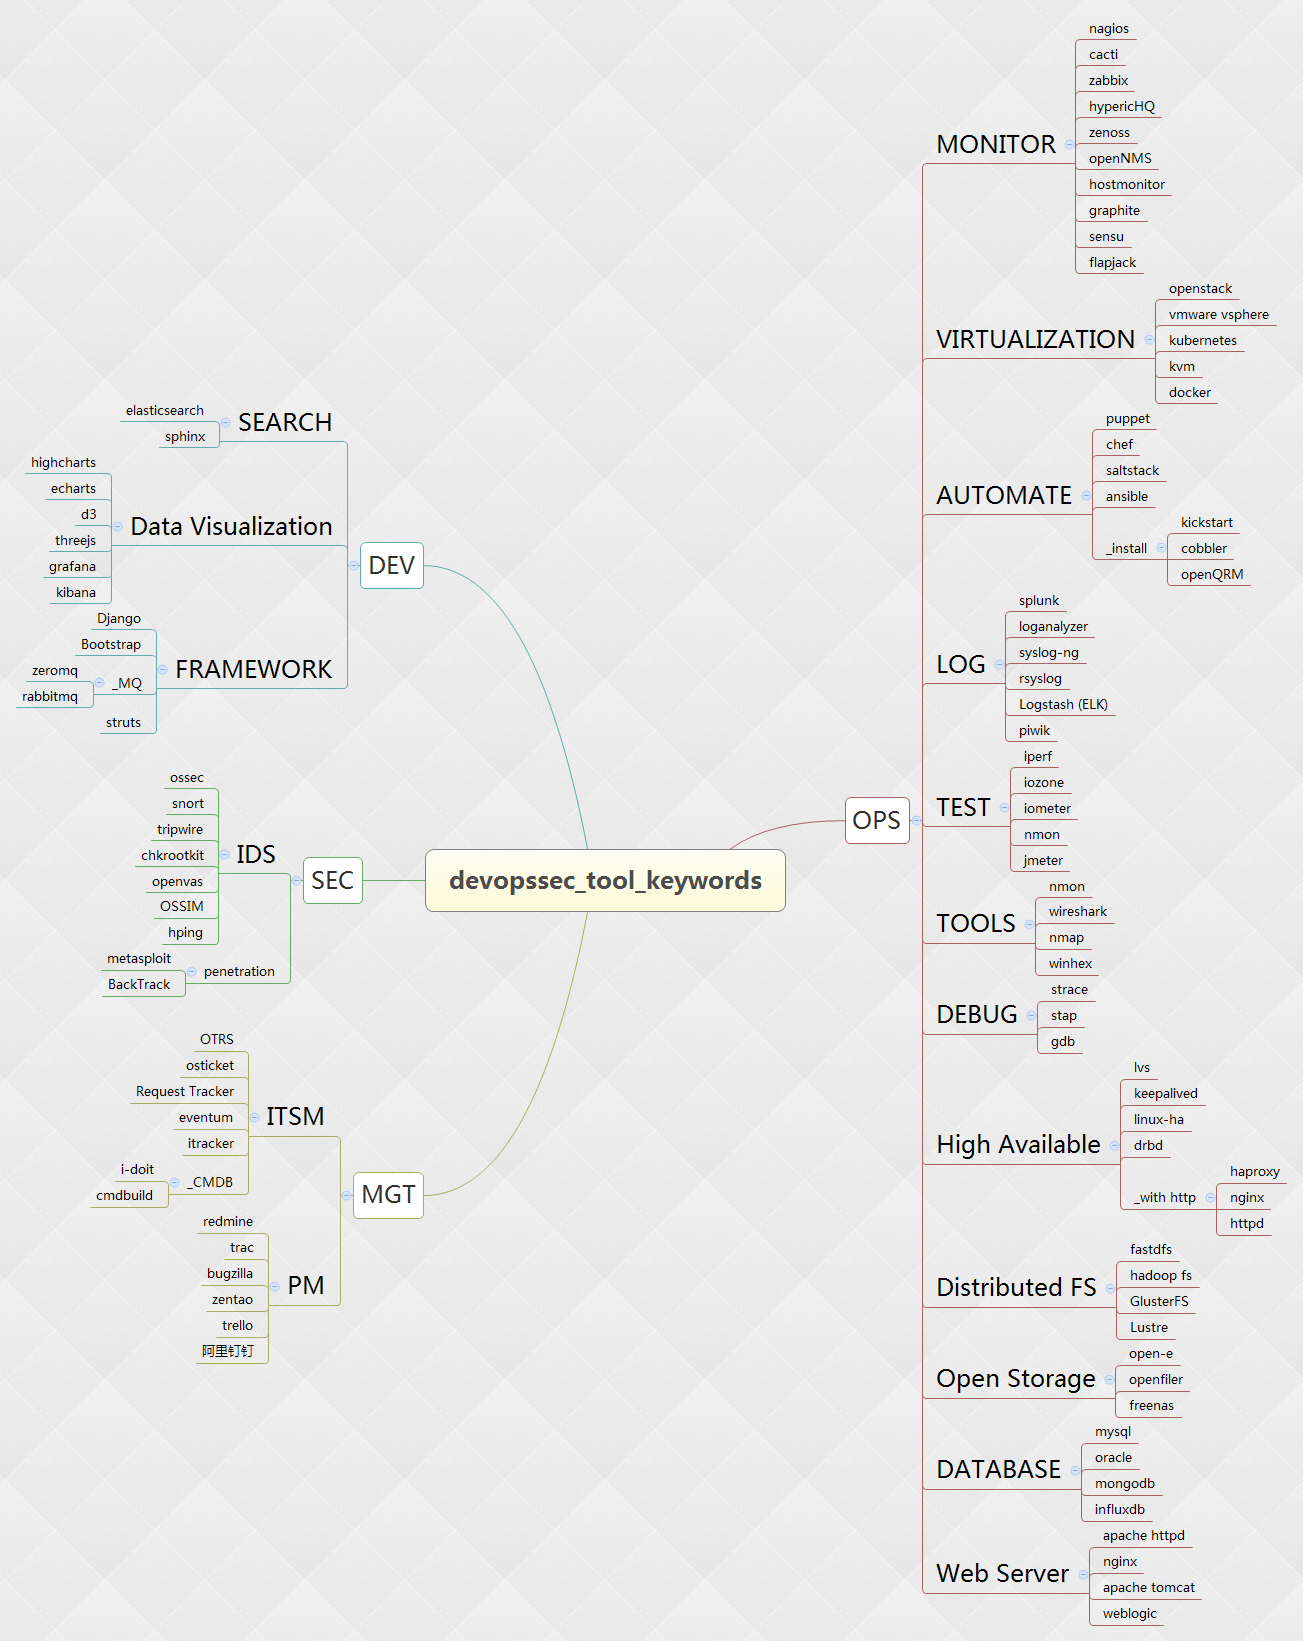 devopssec_tool_keywords
DEV
SEARCH
elasticsearch
sphinx
Data Visualization
highcharts
echarts
d3
threejs
grafana
kibana
FRAMEWORK
Django
Bootstrap
_MQ
zeromq
rabbitmq
struts
SEC
IDS
ossec
snort
tripwire
chkrootkit
openvas
OSSIM
hping
penetration
metasploit
BackTrack
MGT
ITSM
OTRS
osticket
Request Tracker
eventum
itracker
_CMDB
i-doit
cmdbuild
PM
redmine
trac
bugzilla
zentao
trello
阿里钉钉
OPS
MONITOR
nagios
cacti
zabbix
hypericHQ
zenoss
openNMS
hostmonitor
graphite
sensu
flapjack
VIRTUALIZATION
openstack
vmware vsphere
kubernetes
kvm
docker
AUTOMATE
puppet
chef
saltstack
ansible
_install
kickstart
cobbler
openQRM
LOG
splunk
loganalyzer
syslog-ng
rsyslog
Logstash (ELK)
piwik
TEST
iperf
iozone
iometer
nmon
jmeter
TOOLS
nmon
wireshark
nmap
winhex
DEBUG
strace
stap
gdb
High Available
lvs
keepalived
linux-ha
drbd
_with http
haproxy
nginx
httpd
Distributed FS
fastdfs
hadoop fs
GlusterFS
Lustre
Open Storage
open-e
openfiler
freenas
DATABASE
mysql
oracle
mongodb
influxdb
Web Server
apache httpd
nginx
apache tomcat
weblogic